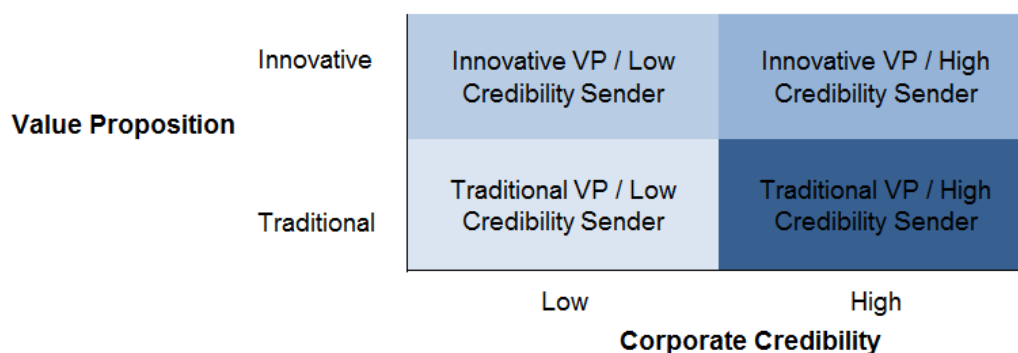 Innovative
Innovative VP / Low
Credibility Sender
Innovative VP / High
Credibility Sender
Value Proposition
Traditional
Traditional VP / Low
Credibility Sender
Traditional VP / High
Credibility Sender
Low
High
Corporate Credibility